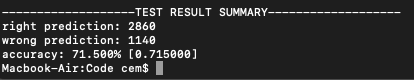 -------------------TEST RESULT SUMMARY-------------------
right prediction: 2860
wrong prediction: 1140
accuracy: 71.500% [0.715000]
Macbook-Air:Code cem$